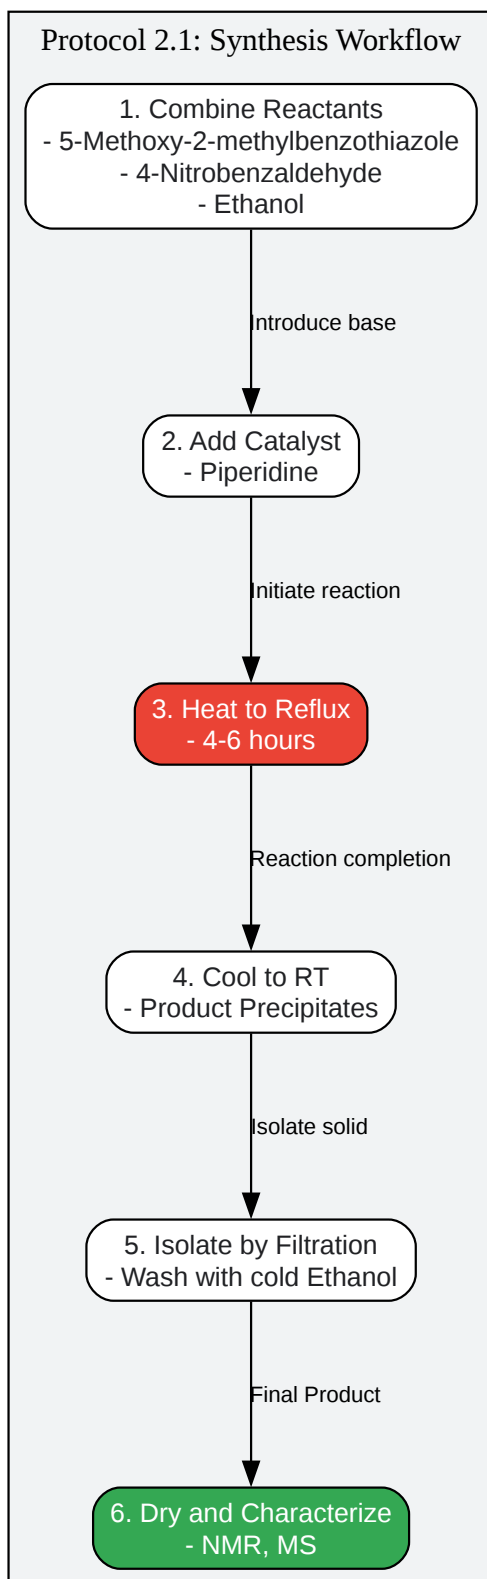 Protocol 2.1: Synthesis Workflow
1. Combine Reactants
- 5-Methoxy-2-methylbenzothiazole
- 4-Nitrobenzaldehyde
- Ethanol
Introduce base
2. Add Catalyst
- Piperidine
Initiate reaction
3. Heat to Reflux
- 4-6 hours
Reaction completion
4. Cool to RT
- Product Precipitates
Isolate solid
5. Isolate by Filtration
- Wash with cold Ethanol
Final Product
6. Dry and Characterize
- NMR, MS